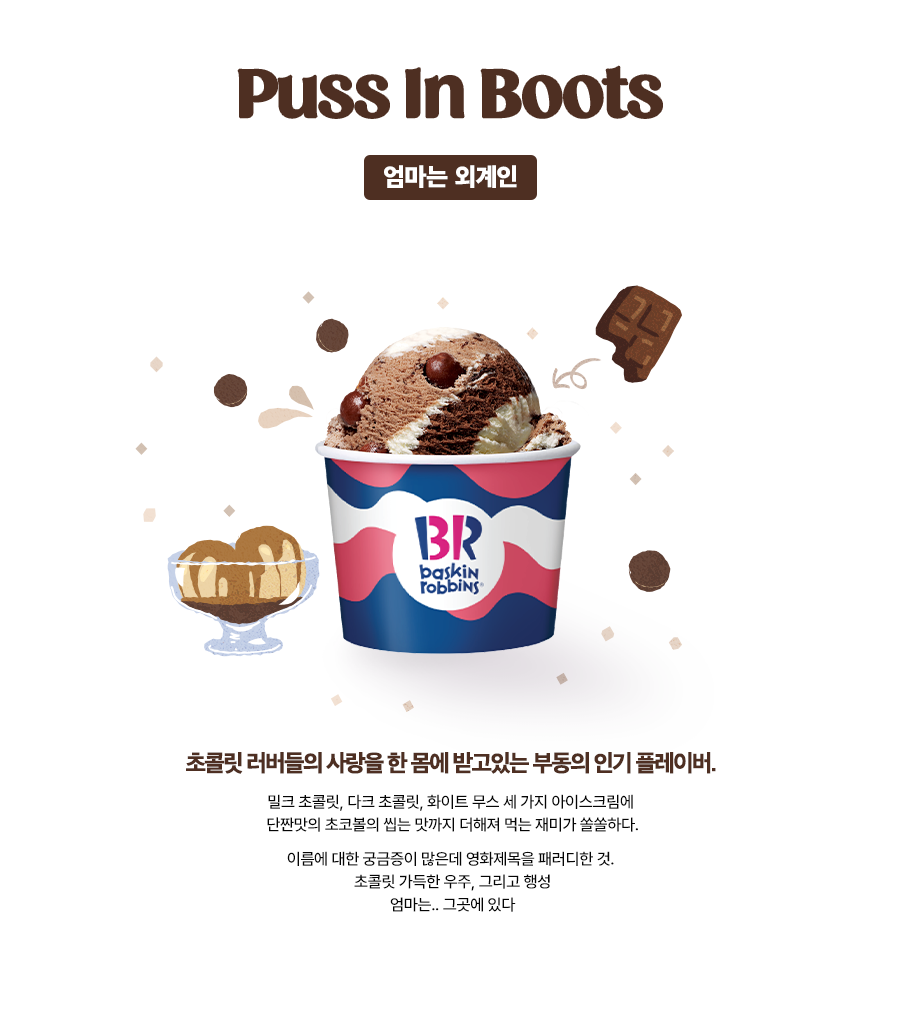 Puss In Boots
엄마는 외계인
BR
baskin
robbins®
초콜릿 러버들의 사랑을 한 몸에 받고있는 부동의 인기 플레이버.
밀크 초콜릿, 다크 초콜릿, 화이트 무스 세 가지 아이스크림에
단짠맛의 초코볼의 씹는 맛까지 더해져 먹는 재미가 쏠쏠하다.
이름에 대한 궁금증이 많은데 영화제목을 패러디한 것.
초콜릿 가득한 우주, 그리고 행성
엄마는.. 그곳에 있다